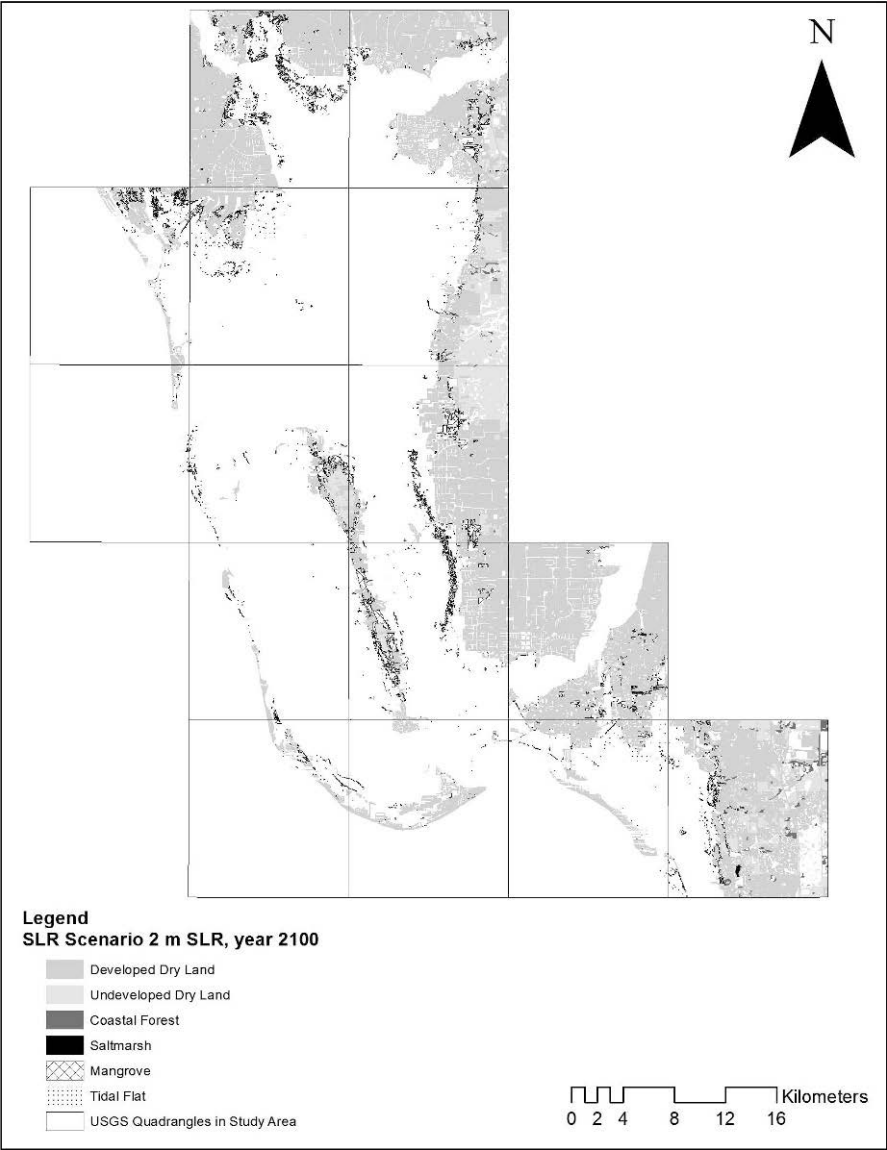 N
Legend
SLR Scenario 2 m SLR, year 2100
Developed Dry Land
Undeveloped Dry Land
Coastal Forest
Saltmarsh
Mangrove
Tidal Flat
USGS Quadrangles in Study Area
Kilometers
0 2 4 8 12 16